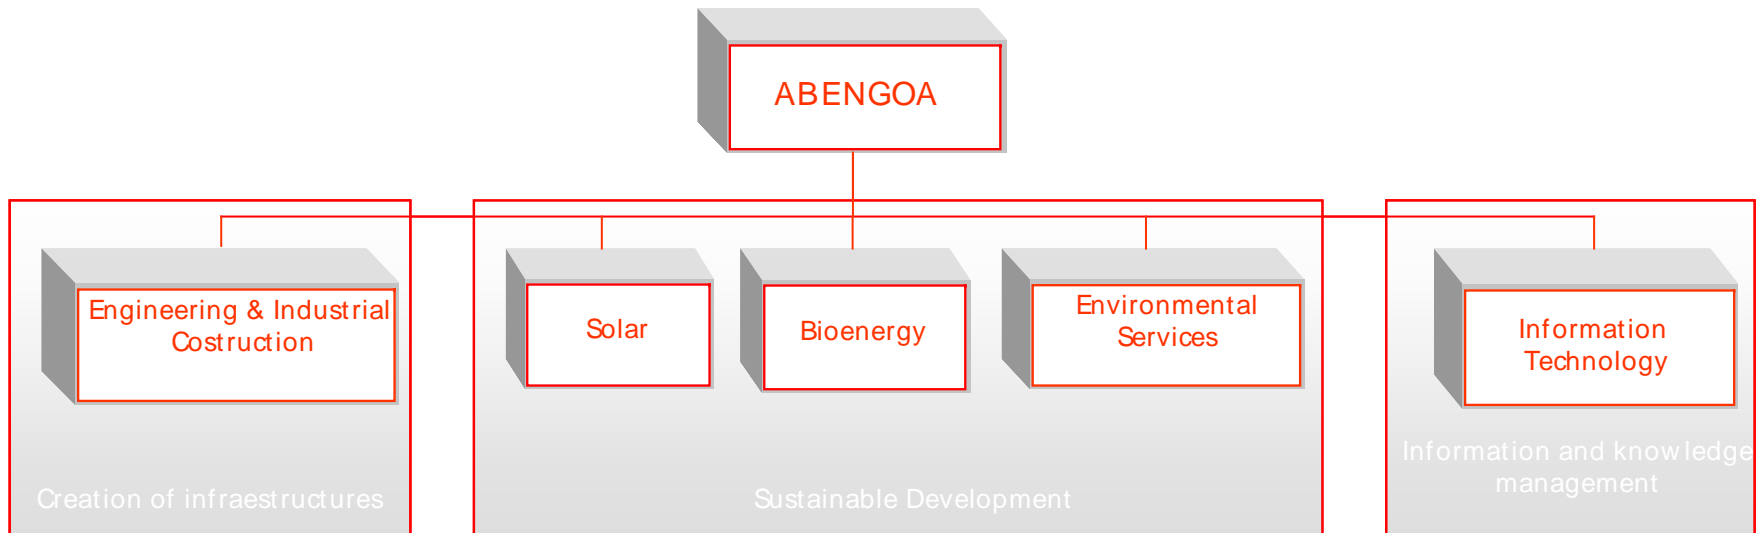 ABENGOA
Engineering & Industrial
Costruction
Solar
Bioenergy
Environmental
Services
Information
Technology
Creation of infraestructures
Sustainable Development
Information and knowledge
management